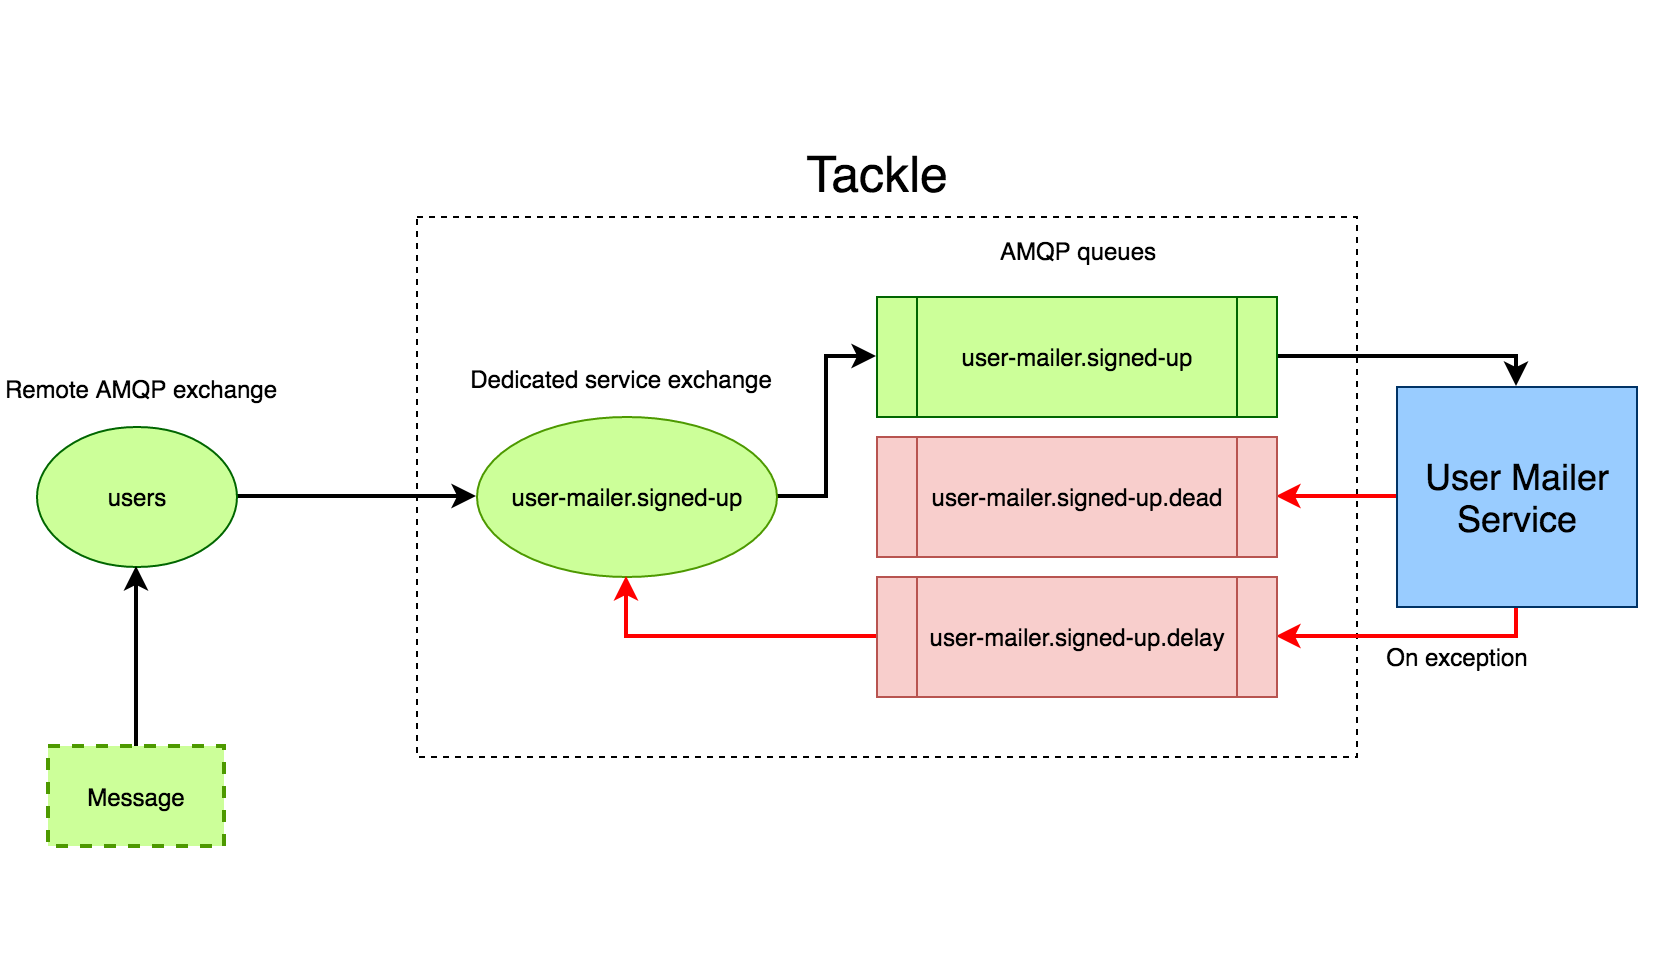 Tackle
AMQP queues
user-mailer.signed-up
Dedicated service exchange
Remote AMQP exchange
users
user-mailer.signed-up
user-mailer.signed-up.dead
User Mailer
Service
user-mailer.signed-up.delay
On exception
Message